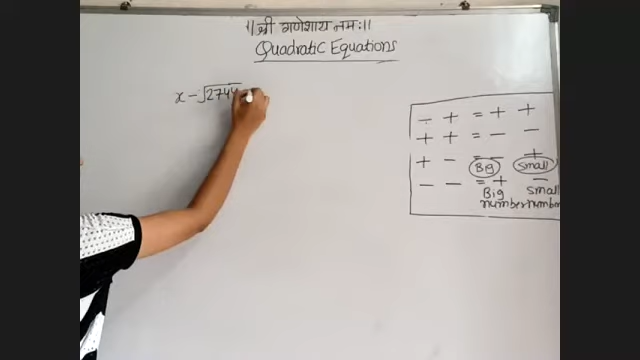 ॥ श्री गणेशाय नमः ॥
Quadratic Equations
x - √2744
- + = + +
+ + = - -
+ - = - +
Big small
- - = + -
Big small
number number